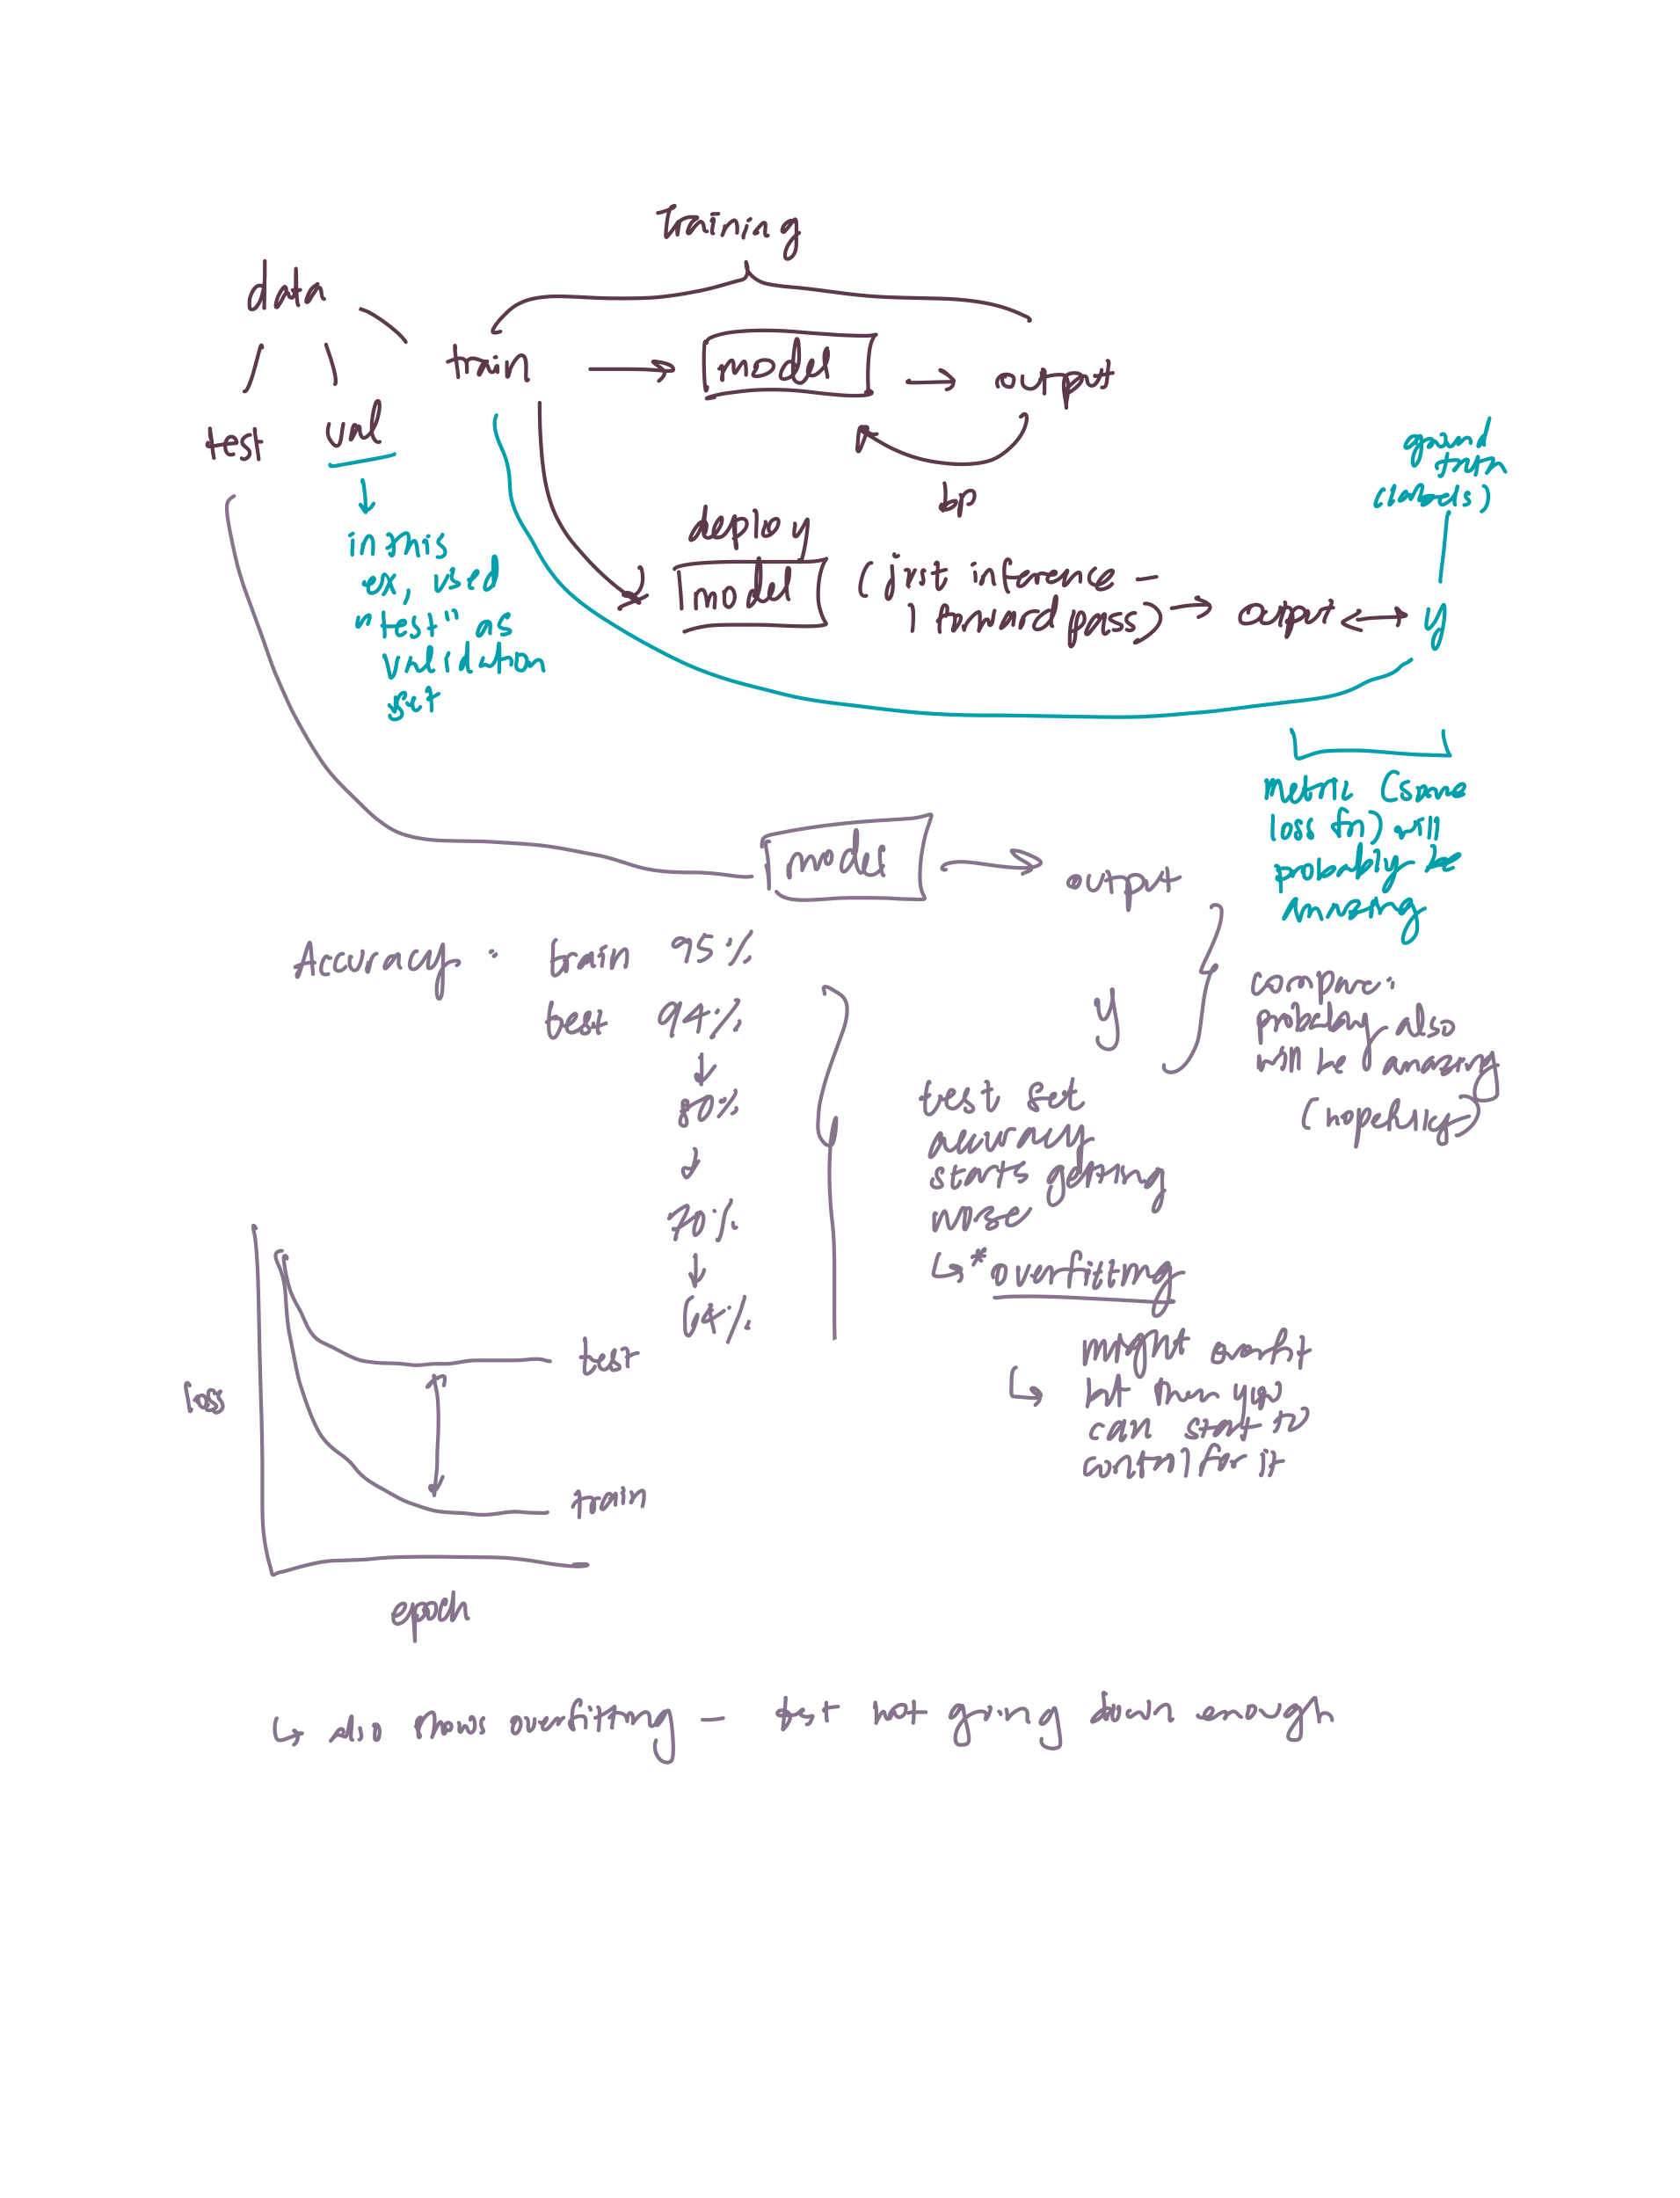 Training
data
train
model
output
test
val
bp
ground
truth
(labels)
in this
ex, used
"test" as
validation
set
deploy
model
(just inference –
1 forward pass)
output
y
metric (some
loss fn) will
probably be
amazing
model
output
Accuracy : train 95%
test 94%
80%
70%
64%
y
compare:
probably also
will be amazing
(hopefully)
test set
accuracy
starts getting
worse
* overfitting
might overfit
but then you
can start to
control for it
loss
test
train
epoch
also shows overfitting – test not going down enough